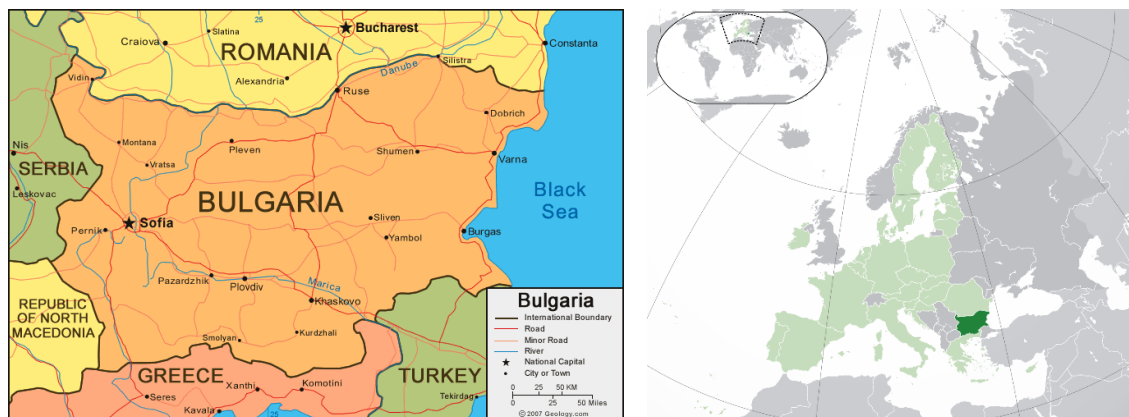 25
Slatina
Bucharest
Craiova
ROMANIA
Constanta
Silistra
Danube
Alexandria
Vidin
Ruse
Dobrich
Montana
Pleven
Shumen
Varna
Nis
Vratsa
SERBIA
Leskovac
BULGARIA
Black
Sea
Sofia
Sliven
Pernik
Yambol
Burgas
Pazardzhik
Plovdiv
Marica
Khaskovo
REPUBLIC
OF NORTH
MACEDONIA
Smolyan
Kurdzhali
GREECE
Xanthi
Komotini
TURKEY
Seres
Kavala
25
Tekirdag
Bulgaria
International Boundary
Road
Minor Road
River
National Capital
City or Town
0 50 KM
0 50 Miles
© 2007 Geology.com